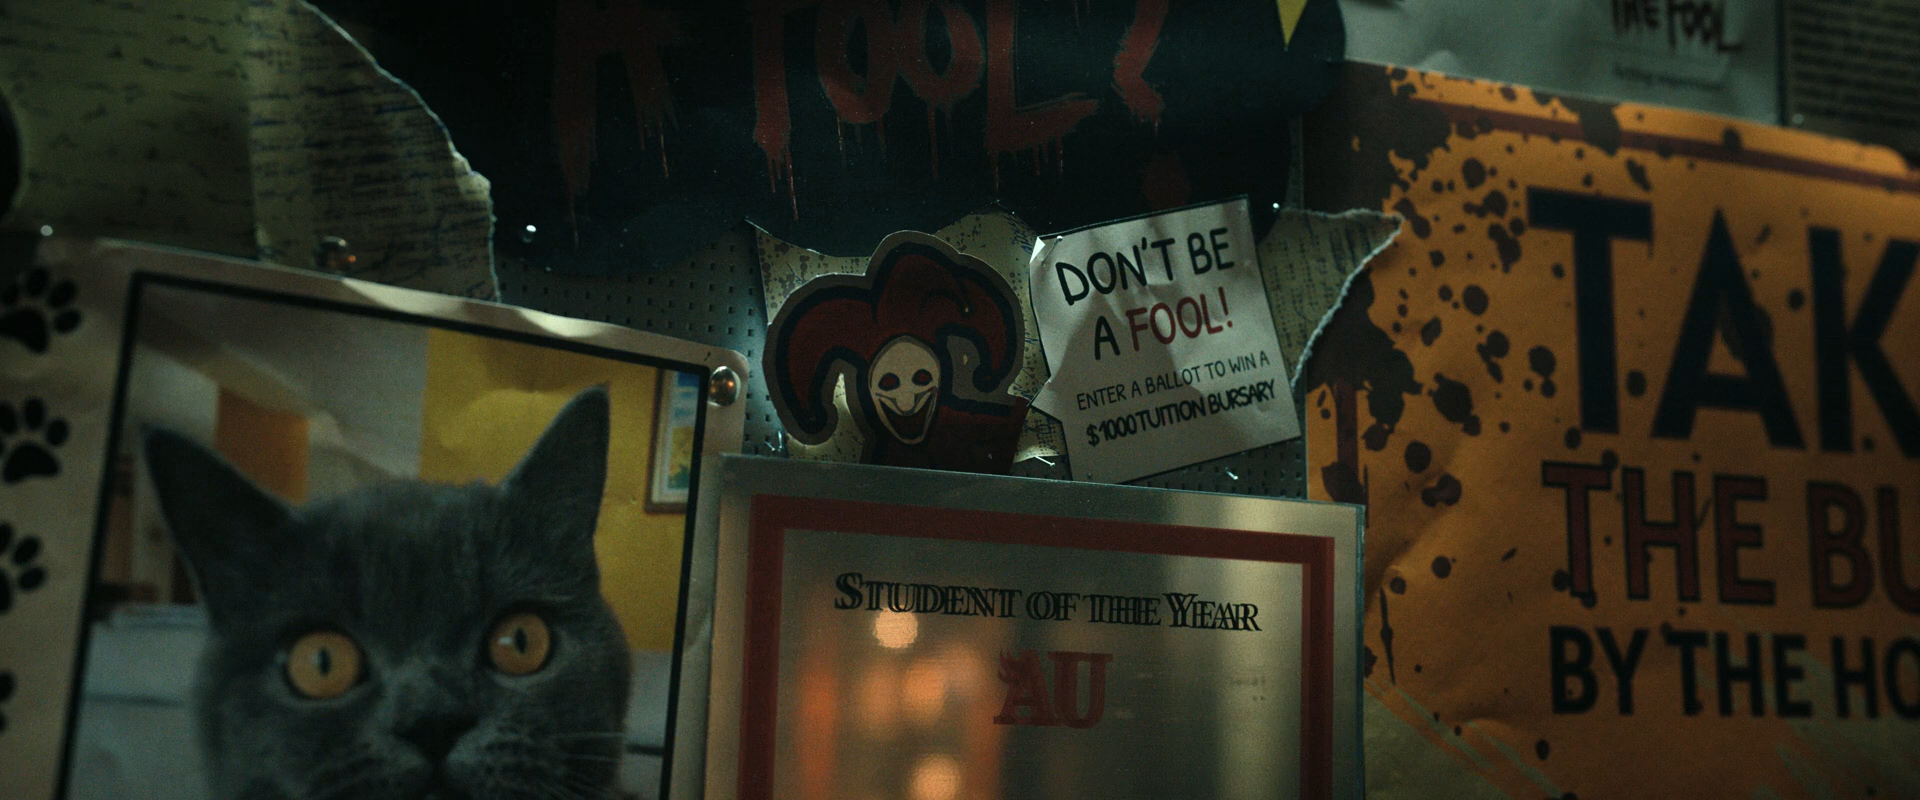 A FOOL?
THE FOOL
DON'T BE
A FOOL!
ENTER A BALLOT TO WIN A
$1000 TUITION BURSARY
STUDENT OF THE YEAR
AU
TAK
THE BU
BY THE HO